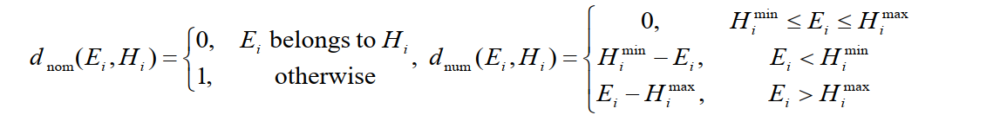 d_nom(E_i, H_i) = { 0, E_i belongs to H_i; 1, otherwise , d_num(E_i, H_i) = { 0, H_i^min ≤ E_i ≤ H_i^max; H_i^min − E_i, E_i < H_i^min; E_i − H_i^max, E_i > H_i^max